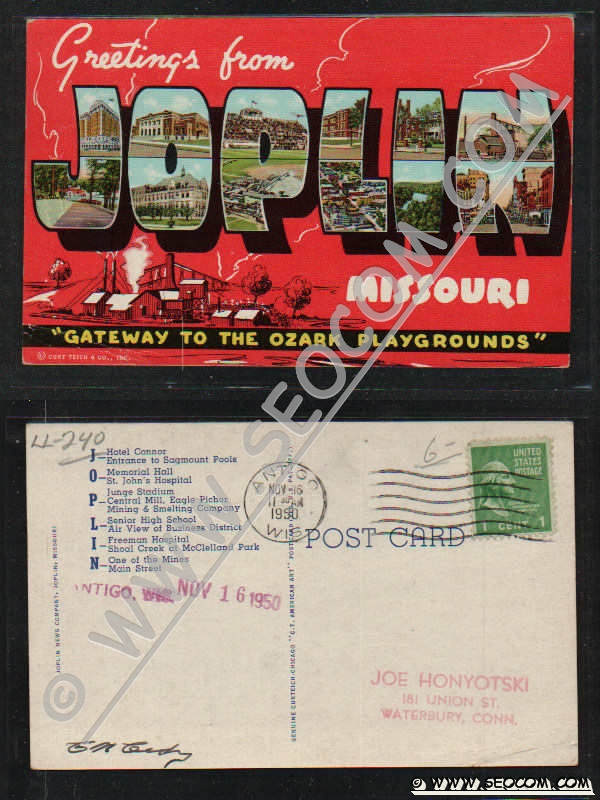 Greetings from
JOPLIN
MISSOURI
"GATEWAY TO THE OZARK PLAYGROUNDS"
© CURT TEICH & CO., INC.
LL-240
6-
J—Hotel Connor
Entrance to Sagmount Pools
O—Memorial Hall
St. John's Hospital
P—Junge Stadium
Central Mill, Eagle Picher
Mining & Smelting Company
L—Senior High School
Air View of Business District
I—Freeman Hospital
Shoal Creek at McClelland Park
N—One of the Mines
Main Street
ANTIGO
NOV 16
AM
1950
WIS
UNITED
STATES
POSTAGE
1 CENT 1
POST CARD
ANTIGO, WIS. NOV 16 1950
JOPLIN NEWS COMPANY, JOPLIN, MISSOURI
GENUINE CURTEICH-CHICAGO "C.T. AMERICAN ART" POSTCARD
JOE HONYOTSKI
181 UNION ST.
WATERBURY, CONN.
© WWW.SEOCOM.COM
© WWW.SEOCOM.COM